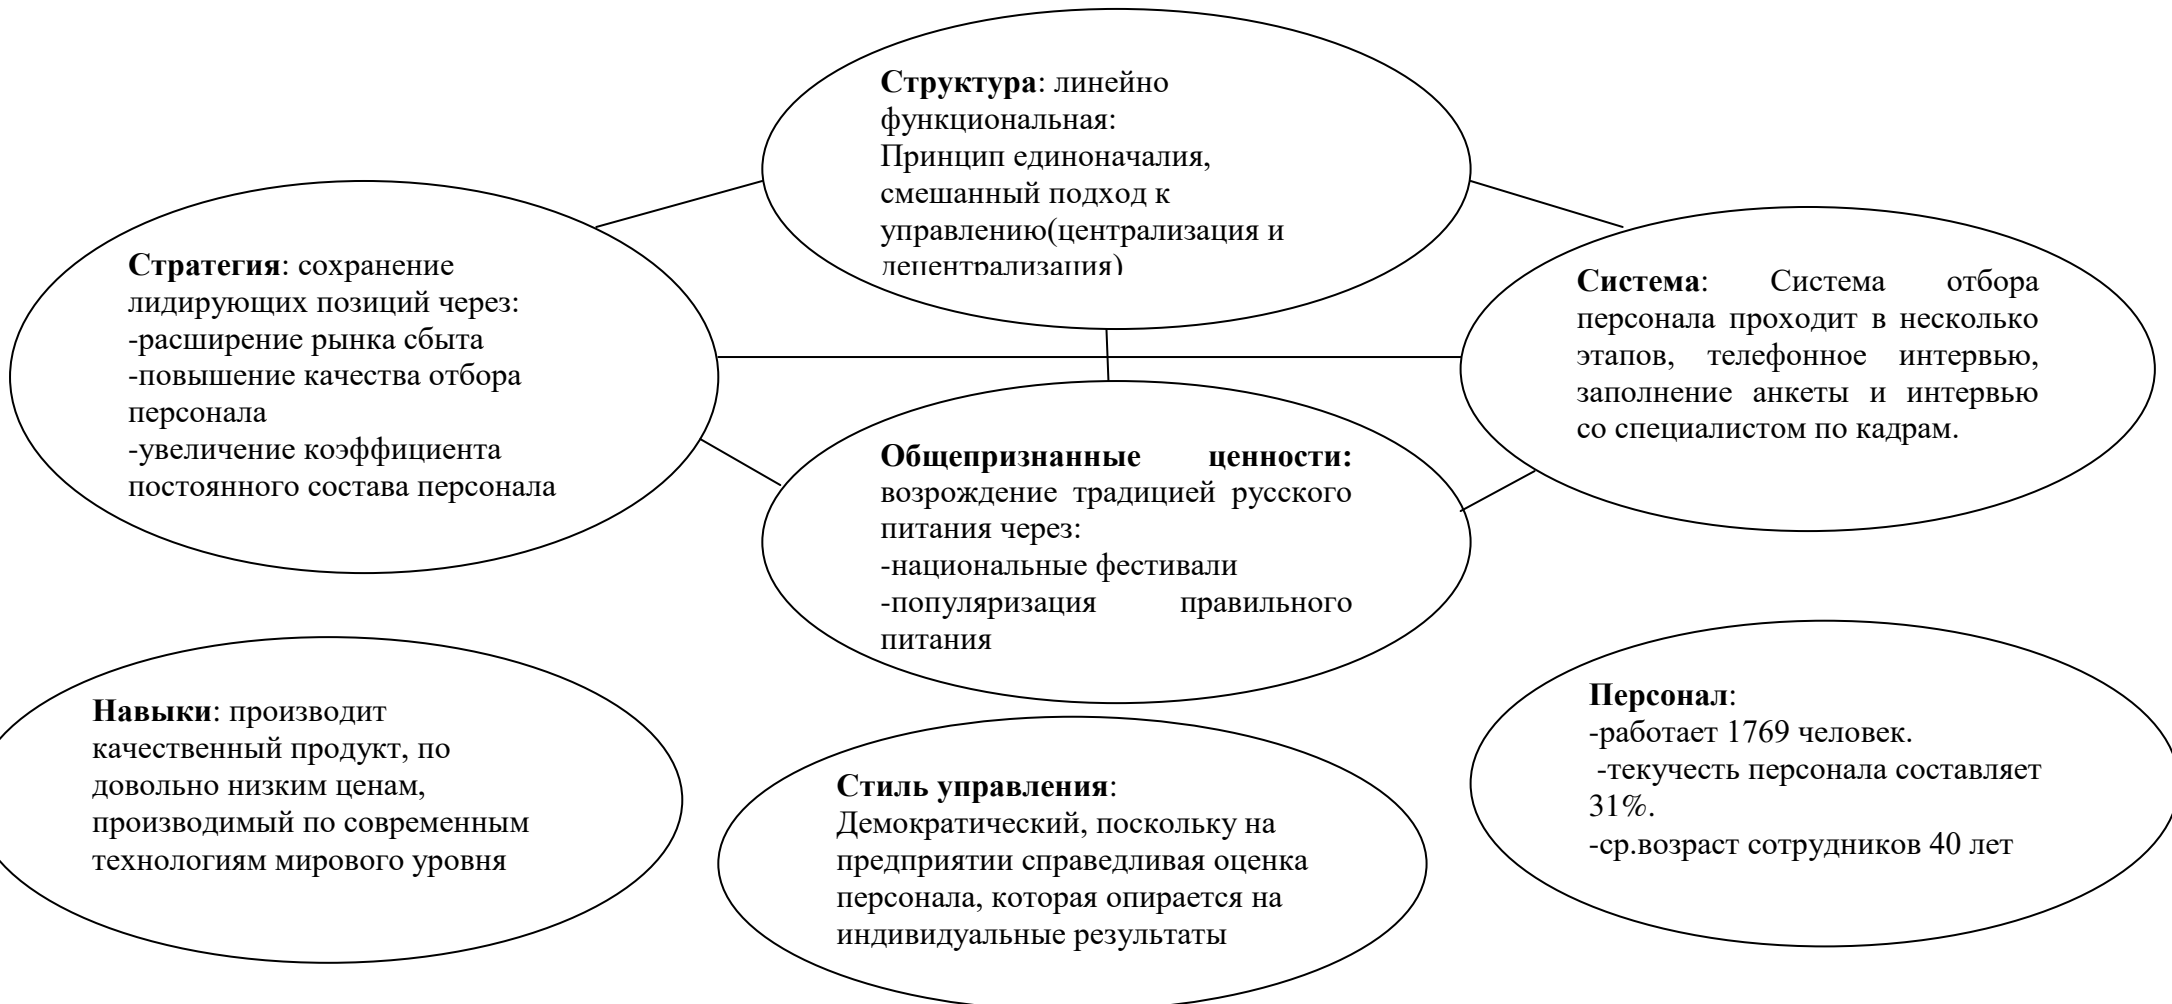 Структура: линейно
функциональная:
Принцип единоначалия,
смешанный подход к
управлению(централизация и
децентрализация)
Стратегия: сохранение
лидирующих позиций через:
-расширение рынка сбыта
-повышение качества отбора
персонала
-увеличение коэффициента
постоянного состава персонала
Система: Система отбора
персонала проходит в несколько
этапов, телефонное интервью,
заполнение анкеты и интервью
со специалистом по кадрам.
Общепризнанные ценности:
возрождение традицией русского
питания через:
-национальные фестивали
-популяризация правильного
питания
Навыки: производит
качественный продукт, по
довольно низким ценам,
производимый по современным
технологиям мирового уровня
Стиль управления:
Демократический, поскольку на
предприятии справедливая оценка
персонала, которая опирается на
индивидуальные результаты
Персонал:
-работает 1769 человек.
-текучесть персонала составляет
31%.
-ср.возраст сотрудников 40 лет